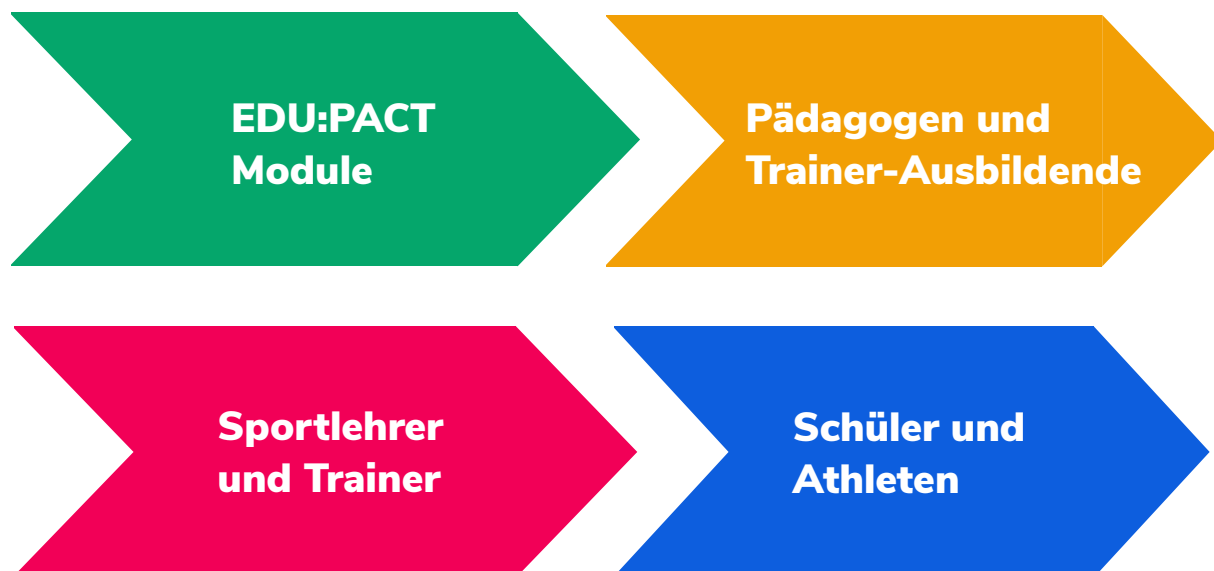 EDU:PACT
Module
Pädagogen und
Trainer-Ausbildende
Sportlehrer
und Trainer
Schüler und
Athleten